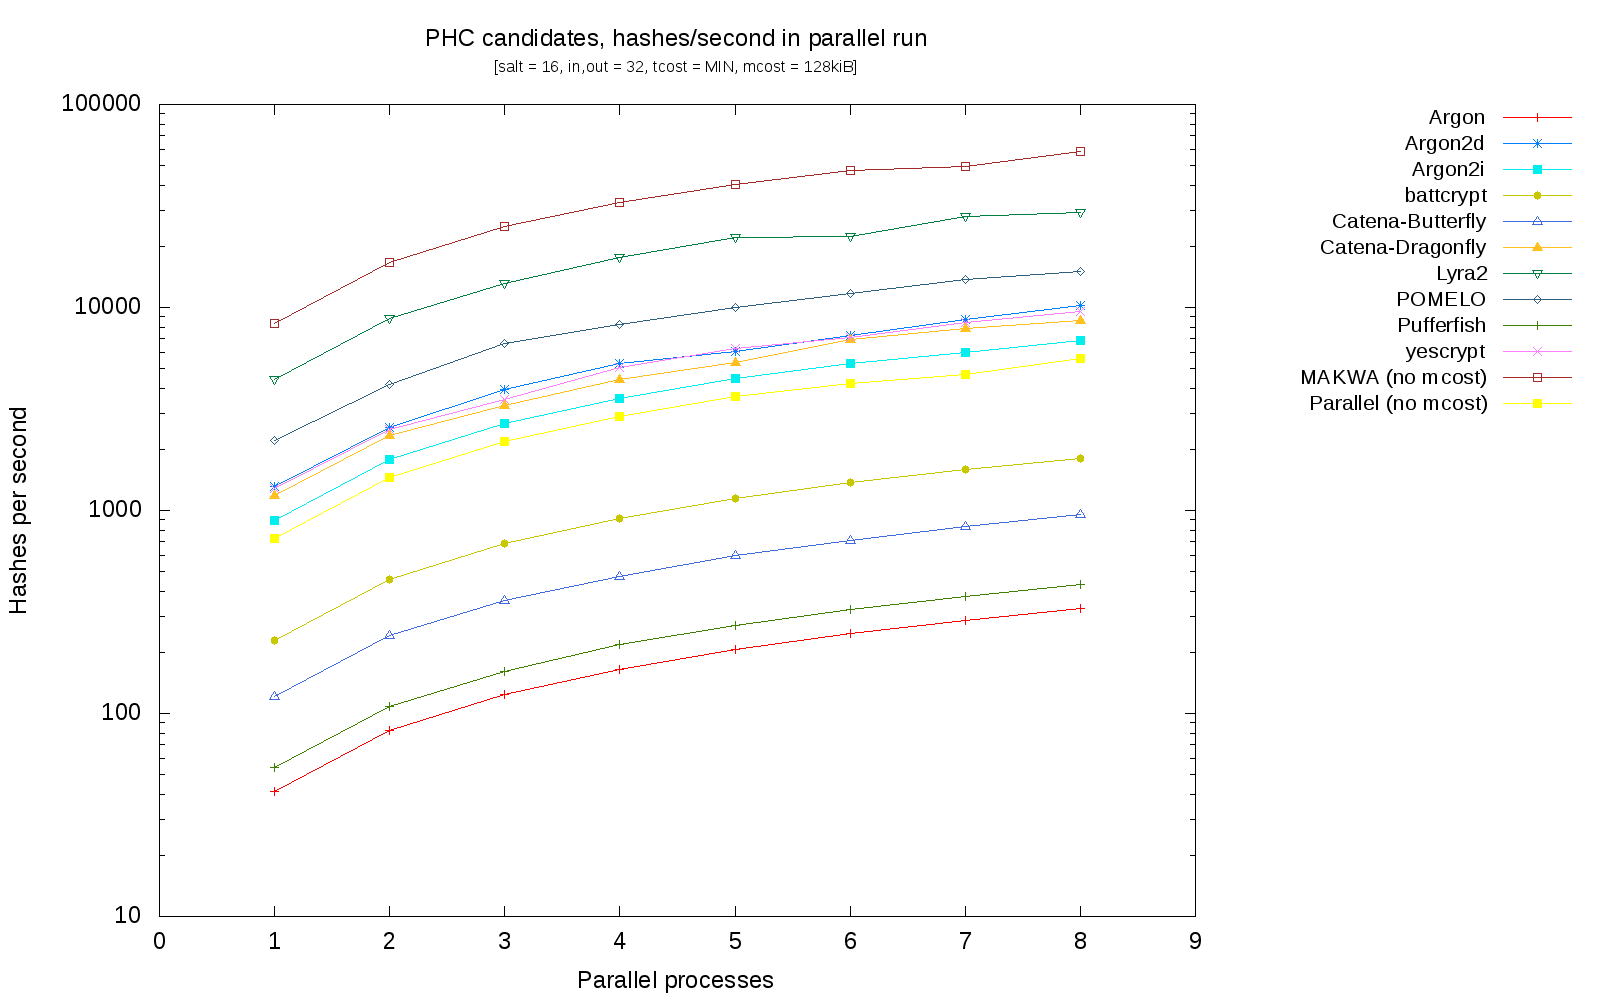 PHC candidates, hashes/second in parallel run
[salt = 16, in,out = 32, tcost = MIN, mcost = 128kiB]
100000
10000
1000
100
10
Hashes per second
0 1 2 3 4 5 6 7 8 9
Parallel processes
Argon
Argon2d
Argon2i
battcrypt
Catena-Butterfly
Catena-Dragonfly
Lyra2
POMELO
Pufferfish
yescrypt
MAKWA (no mcost)
Parallel (no mcost)